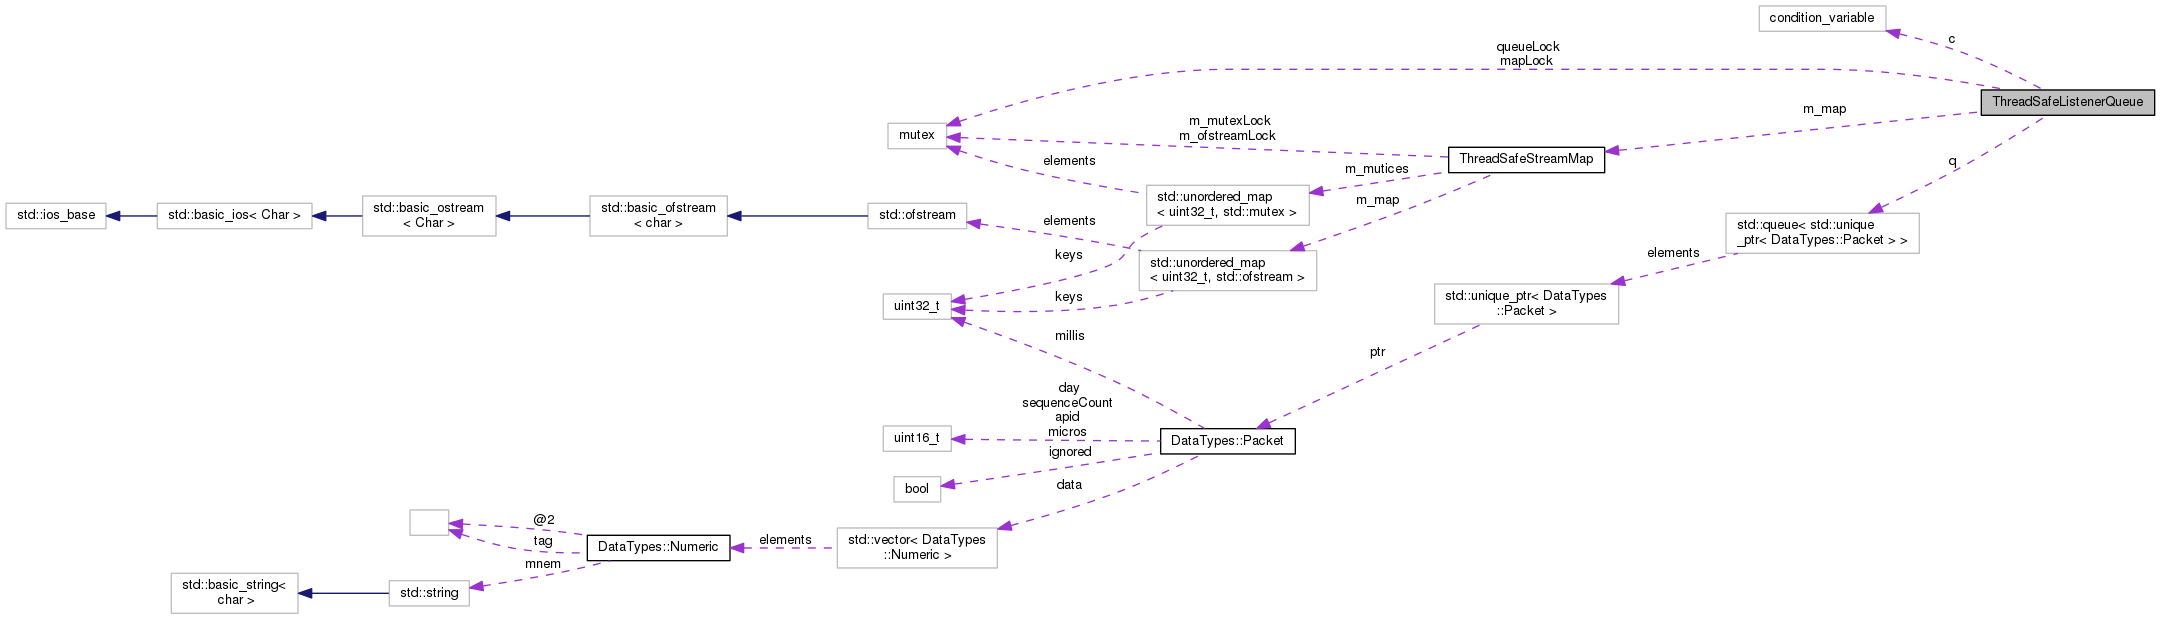 condition_variable
c
queueLock
mapLock
ThreadSafeListenerQueue
m_map
mutex
m_mutexLock
m_ofstreamLock
ThreadSafeStreamMap
elements
m_mutices
q
std::ios_base
std::basic_ios< Char >
std::basic_ostream
< Char >
std::basic_ofstream
< char >
std::ofstream
std::unordered_map
< uint32_t, std::mutex >
m_map
elements
std::queue< std::unique
_ptr< DataTypes::Packet > >
keys
std::unordered_map
< uint32_t, std::ofstream >
elements
uint32_t
keys
std::unique_ptr< DataTypes
::Packet >
millis
ptr
day
sequenceCount
apid
micros
uint16_t
DataTypes::Packet
ignored
bool
data
@2
tag
mnem
DataTypes::Numeric
elements
std::vector< DataTypes
::Numeric >
std::basic_string<
char >
std::string